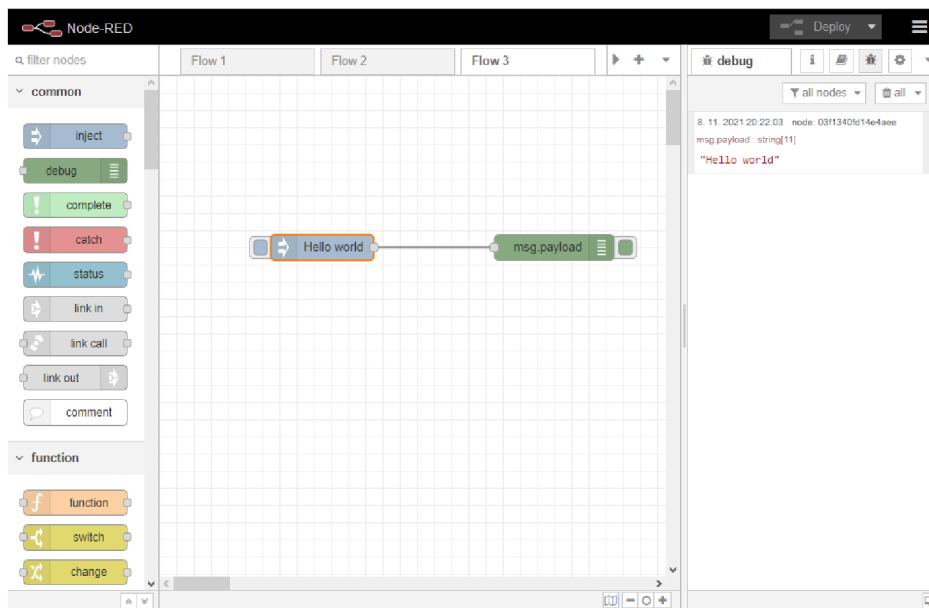 Node-RED
Deploy
filter nodes
Flow 1
Flow 2
Flow 3
debug
i
all nodes
all
common
inject
debug
complete
catch
status
link in
link call
link out
comment
function
function
switch
change
Hello world
msg.payload
8. 11. 2021 20:22:03 node: 03f1340fd14e4aee
msg.payload : string[11]
"Hello world"